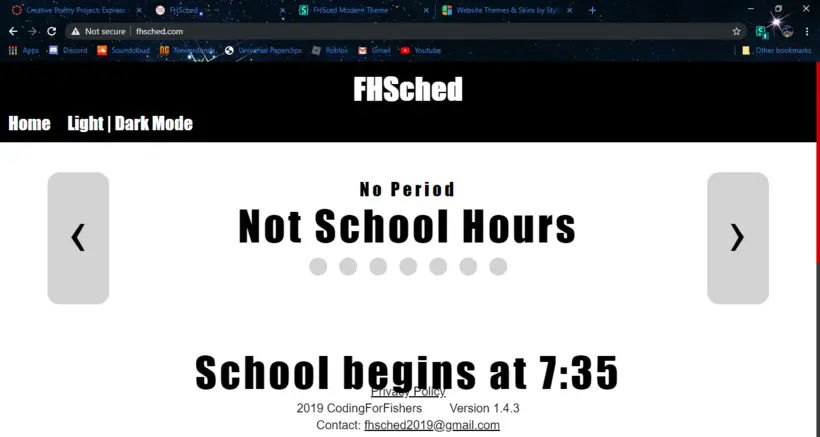 Creative Poetry Project: Express
FHSched
FHSced Modern Theme
Website Themes & Skins by Styl
Not secure | fhsched.com
Apps Discord Soundcloud Newgrounds Universal Paperclips Roblox Gmail YouTube Other bookmarks
FHSched
Home Light | Dark Mode
No Period
Not School Hours
❮ ❯
School begins at 7:35
Privacy Policy
2019 CodingForFishers Version 1.4.3
Contact: fhsched2019@gmail.com